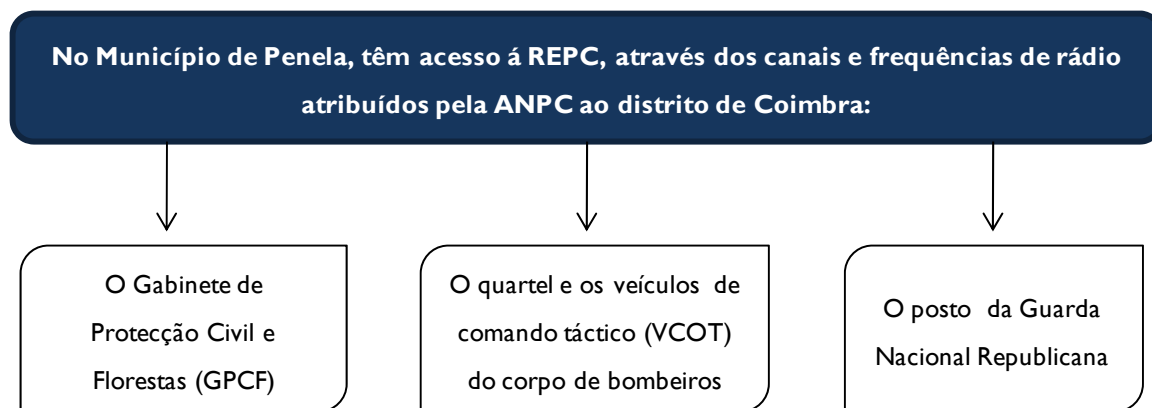 No Município de Penela, têm acesso á REPC, através dos canais e frequências de rádio
atribuídos pela ANPC ao distrito de Coimbra:
O Gabinete de
Protecção Civil e
Florestas (GPCF)
O quartel e os veículos de
comando táctico (VCOT)
do corpo de bombeiros
O posto da Guarda
Nacional Republicana